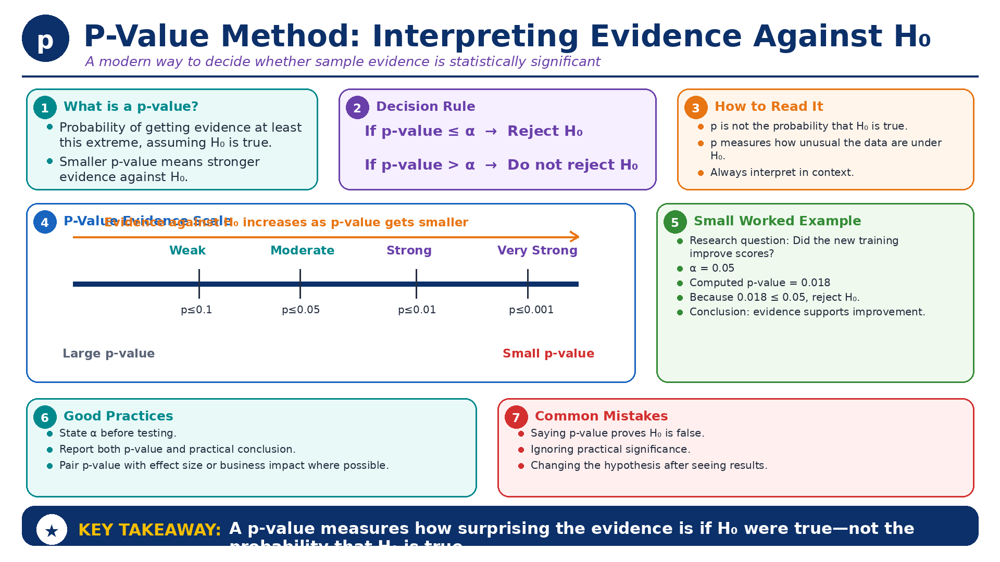 p
P-Value Method: Interpreting Evidence Against H₀
A modern way to decide whether sample evidence is statistically significant
1
What is a p-value?
Probability of getting evidence at least
this extreme, assuming H₀ is true.
Smaller p-value means stronger
evidence against H₀.
2
Decision Rule
If p-value ≤ α → Reject H₀
If p-value > α → Do not reject H₀
3
How to Read It
p is not the probability that H₀ is true.
p measures how unusual the data are under
H₀.
Always interpret in context.
4
P-Value Evidence Scale
Evidence against H₀ increases as p-value gets smaller
Weak
Moderate
Strong
Very Strong
p≤0.1
p≤0.05
p≤0.01
p≤0.001
Large p-value
Small p-value
5
Small Worked Example
Research question: Did the new training
improve scores?
α = 0.05
Computed p-value = 0.018
Because 0.018 ≤ 0.05, reject H₀.
Conclusion: evidence supports improvement.
6
Good Practices
State α before testing.
Report both p-value and practical conclusion.
Pair p-value with effect size or business impact where possible.
7
Common Mistakes
Saying p-value proves H₀ is false.
Ignoring practical significance.
Changing the hypothesis after seeing results.
★
KEY TAKEAWAY: A p-value measures how surprising the evidence is if H₀ were true—not the
probability that H₀ is true.